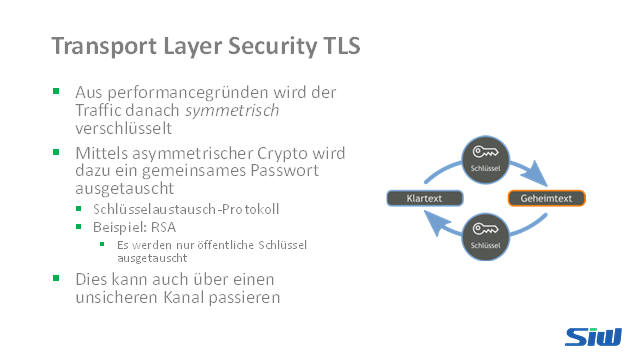 Transport Layer Security TLS
Aus performancegründen wird der
Traffic danach symmetrisch
verschlüsselt
Mittels asymmetrischer Crypto wird
dazu ein gemeinsames Passwort
ausgetauscht
Schlüsselaustausch-Protokoll
Beispiel: RSA
Es werden nur öffentliche Schlüssel
ausgetauscht
Dies kann auch über einen
unsicheren Kanal passieren
Schlüssel
Klartext
Geheimtext
Schlüssel
SIW